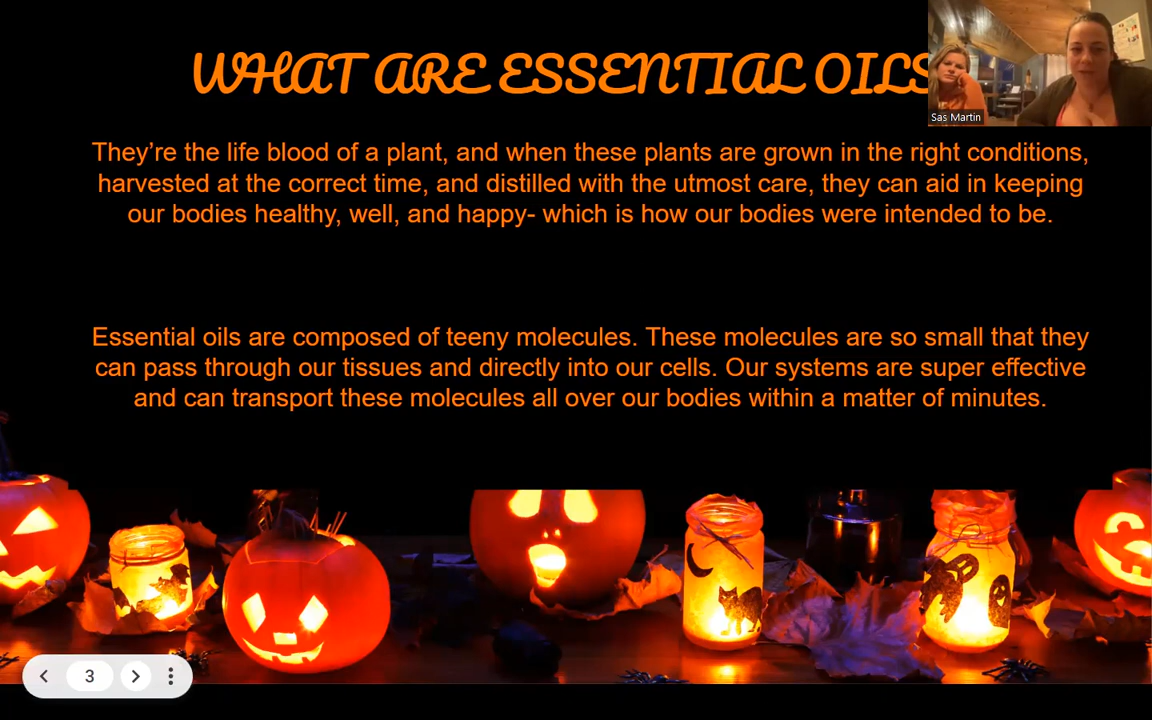 WHAT ARE ESSENTIAL OILS
Sas Martin
They're the life blood of a plant, and when these plants are grown in the right conditions,
harvested at the correct time, and distilled with the utmost care, they can aid in keeping
our bodies healthy, well, and happy- which is how our bodies were intended to be.
Essential oils are composed of teeny molecules. These molecules are so small that they
can pass through our tissues and directly into our cells. Our systems are super effective
and can transport these molecules all over our bodies within a matter of minutes.
3